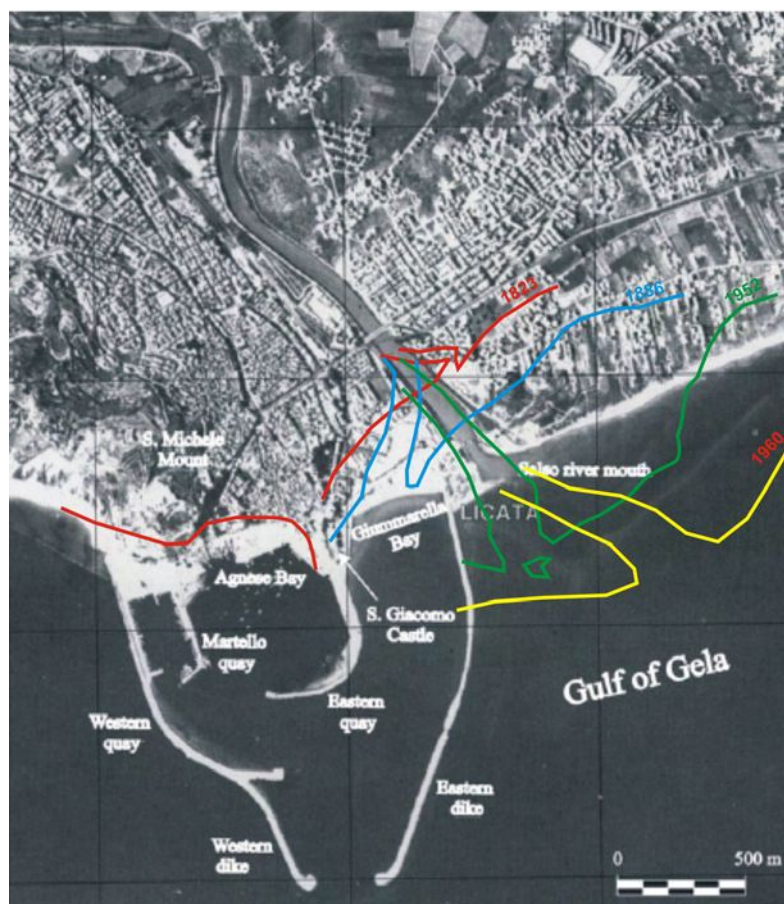 1823
1886
1952
1960
S. Michele
Mount
Salso river mouth
LICATA
Giummarella
Bay
Agnese Bay
S. Giacomo
Castle
Martello
quay
Gulf of Gela
Western
quay
Eastern
quay
Eastern
dike
Western
dike
0 500 m